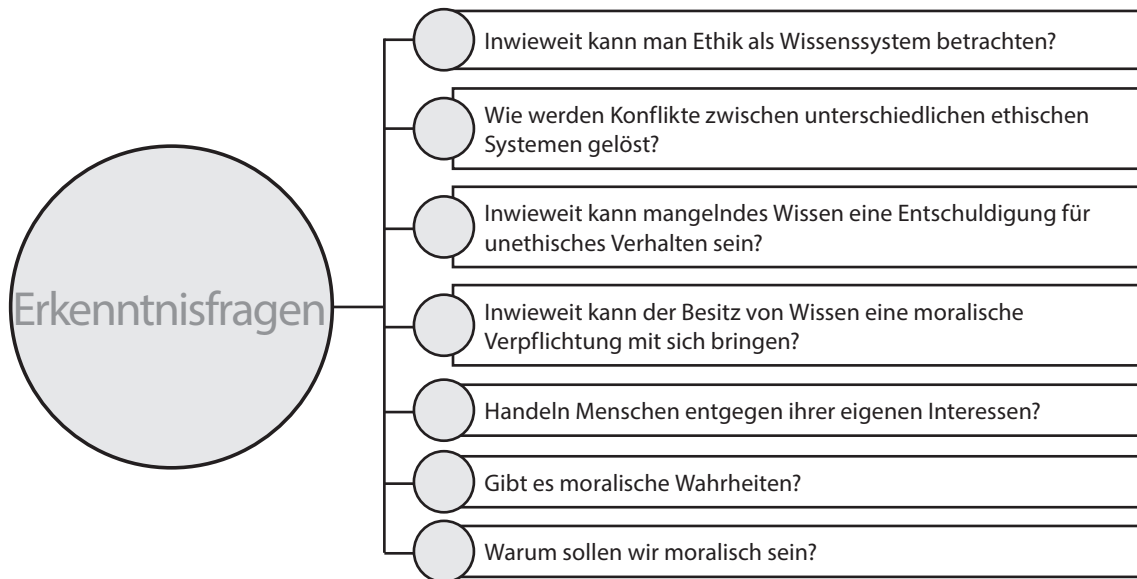 Erkenntnisfragen
Inwieweit kann man Ethik als Wissenssystem betrachten?
Wie werden Konflikte zwischen unterschiedlichen ethischen
Systemen gelöst?
Inwieweit kann mangelndes Wissen eine Entschuldigung für
unethisches Verhalten sein?
Inwieweit kann der Besitz von Wissen eine moralische
Verpflichtung mit sich bringen?
Handeln Menschen entgegen ihrer eigenen Interessen?
Gibt es moralische Wahrheiten?
Warum sollen wir moralisch sein?